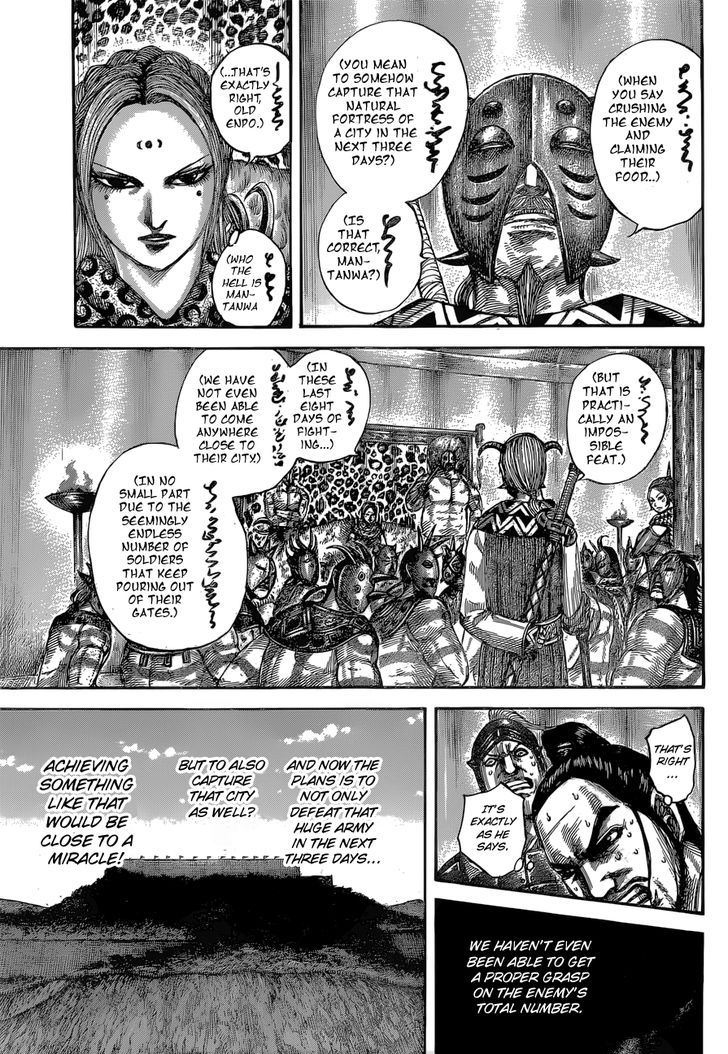 (WHEN
YOU SAY
CRUSHING
THE ENEMY
AND
CLAIMING
THEIR
FOOD..)
(YOU MEAN
TO SOMEHOW
CAPTURE THAT
NATURAL
FORTRESS
OF A
CITY IN THE
NEXT THREE
DAYS?)
(IS
THAT
CORRECT,
MAN-
TANWA?)
(...THAT'S
EXACTLY
RIGHT,
OLD
ENPO.)
(WHO
THE
HELL IS
MAN-
TANWA
(BUT
THAT IS
PRACTI-
CALLY AN
IMPOS-
SIBLE
FEAT.)
(IN
THESE
LAST
EIGHT
DAYS OF
FIGHT-
ING...)
(WE HAVE
NOT EVEN
BEEN ABLE
TO COME
ANYWHERE
CLOSE TO
THEIR CITY.)
(IN NO
SMALL PART
DUE TO THE
SEEMINGLY
ENDLESS
NUMBER OF
SOLDIERS
THAT KEEP
POURING OUT
OF THEIR
GATES.)
THAT'S
RIGHT
...
IT'S
EXACTLY
AS HE
SAYS.
WE HAVEN'T EVEN
BEEN ABLE TO GET
A PROPER GRASP
ON THE ENEMY'S
TOTAL NUMBER.
AND NOW THE
PLANS IS TO
NOT ONLY
DEFEAT THAT
HUGE ARMY
IN THE NEXT
THREE DAYS...
BUT TO ALSO
CAPTURE
THAT CITY
AS WELL?
ACHIEVING
SOMETHING
LIKE THAT
WOULD BE
CLOSE TO A
MIRACLE!